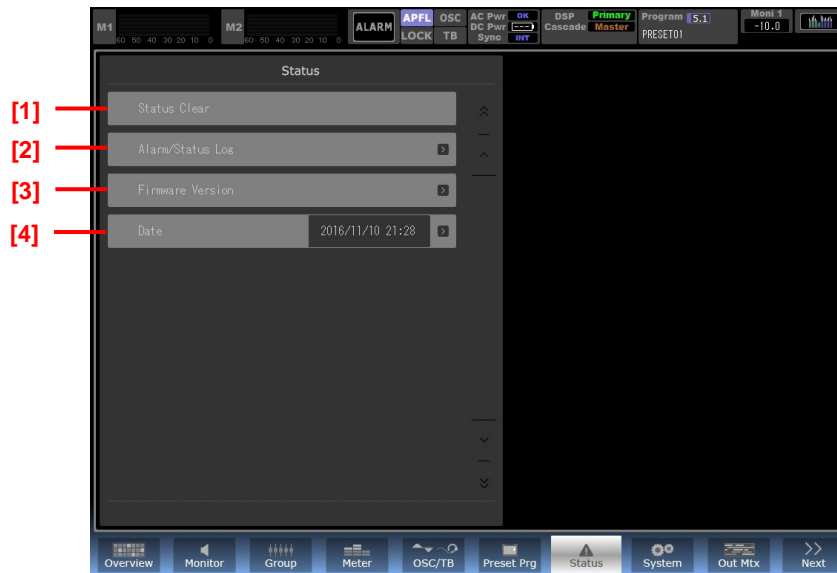 M1 60 50 40 30 20 10 0 M2 60 50 40 30 20 10 0 ALARM APFL OSC AC Pwr OK DSP Primary Program 5.1 Moni 1
LOCK TB DC Pwr [---] Cascade Master PRESET01 -10.0
Sync INT
Status
[1] Status Clear
[2] Alarm/Status Log
[3] Firmware Version
[4] Date 2016/11/10 21:28
Overview Monitor Group Meter OSC/TB Preset Prg Status System Out Mtx Next